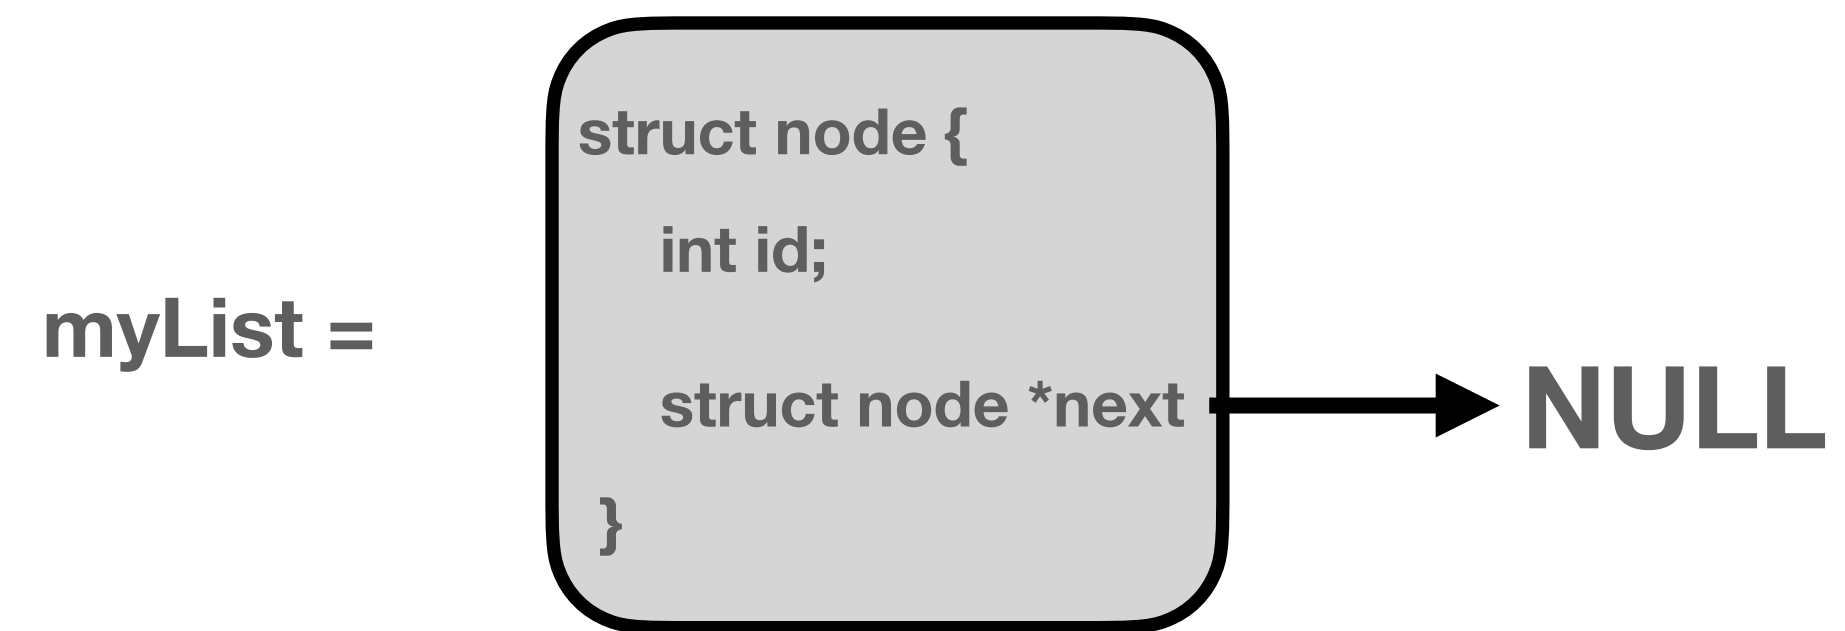 struct node {
int id;
myList =
struct node *next
NULL
}